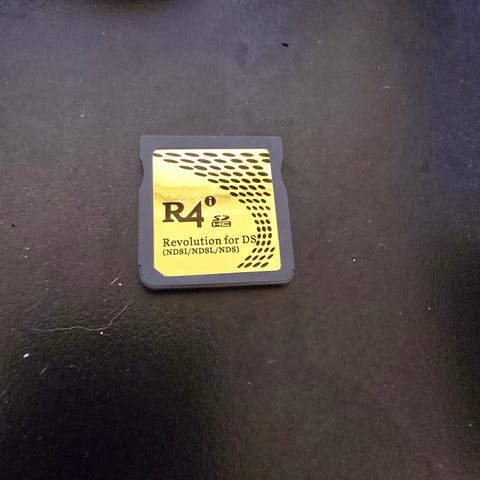 R4i SDHC
Revolution for DS
(NDSI/NDSL/NDS)